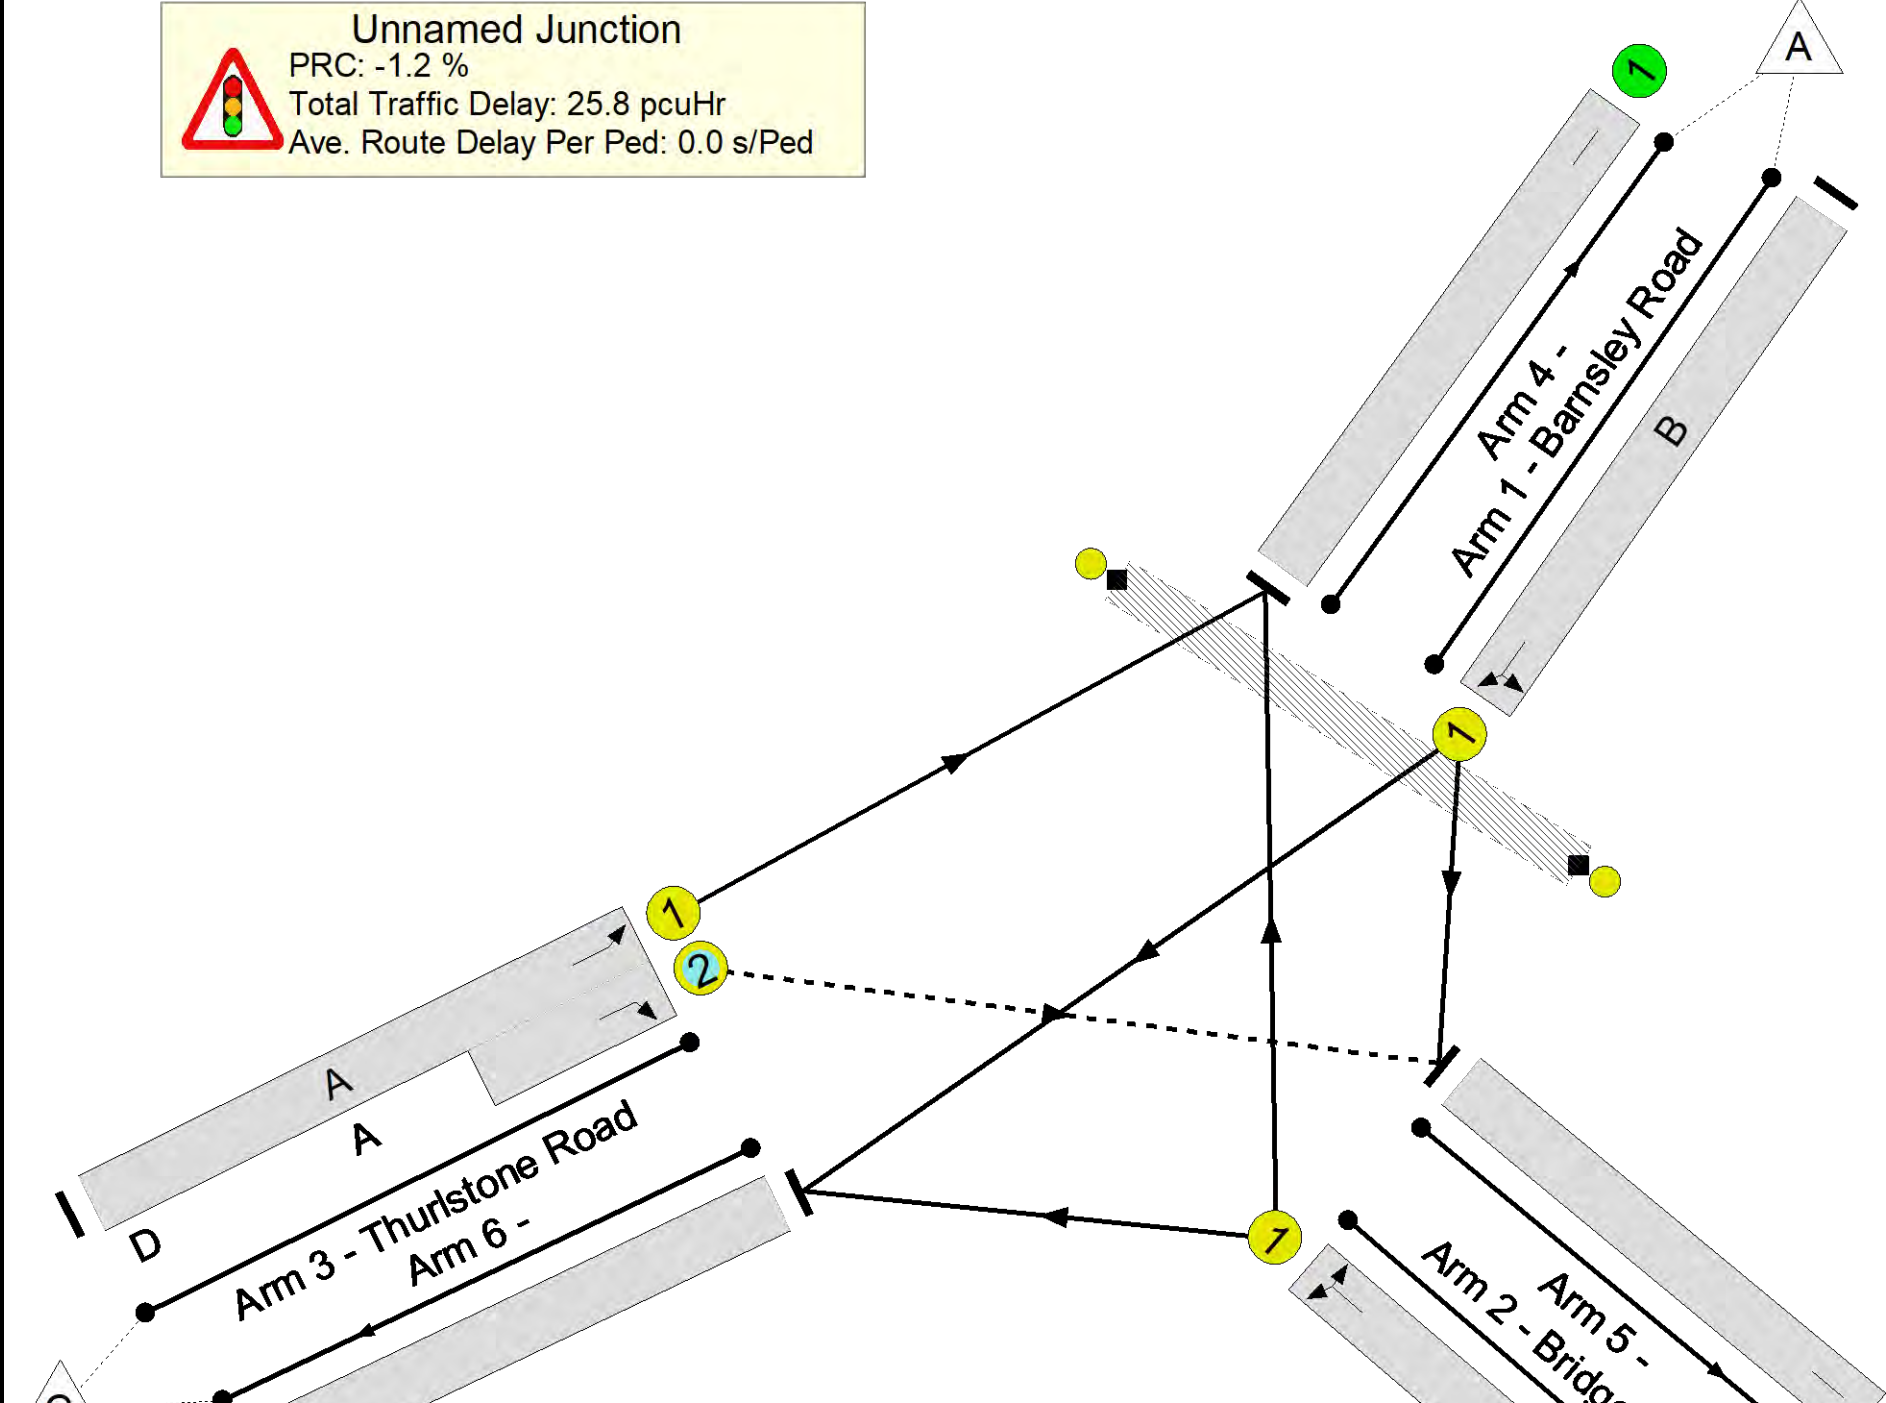 Unnamed Junction
PRC: -1.2 %
Total Traffic Delay: 25.8 pcuHr
Ave. Route Delay Per Ped: 0.0 s/Ped
1
A
Arm 4 -
Arm 1 - Barnsley Road
B
1
1
2
A
A
D
Arm 3 - Thurlstone Road
Arm 6 -
1
Arm 5 -
Arm 2 - Bridge